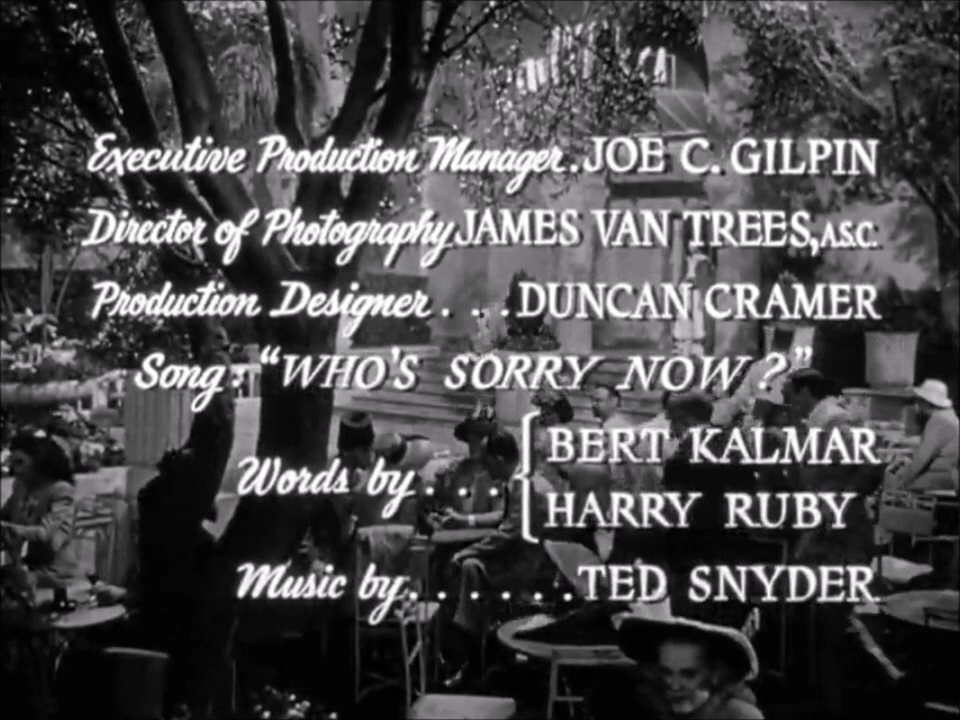 Executive Production Manager. JOE C. GILPIN
Director of Photography JAMES VAN TREES, A.S.C.
Production Designer . . . DUNCAN CRAMER
Song: "WHO'S SORRY NOW?"
Words by . . . { BERT KALMAR
HARRY RUBY
Music by . . . . . . . TED SNYDER